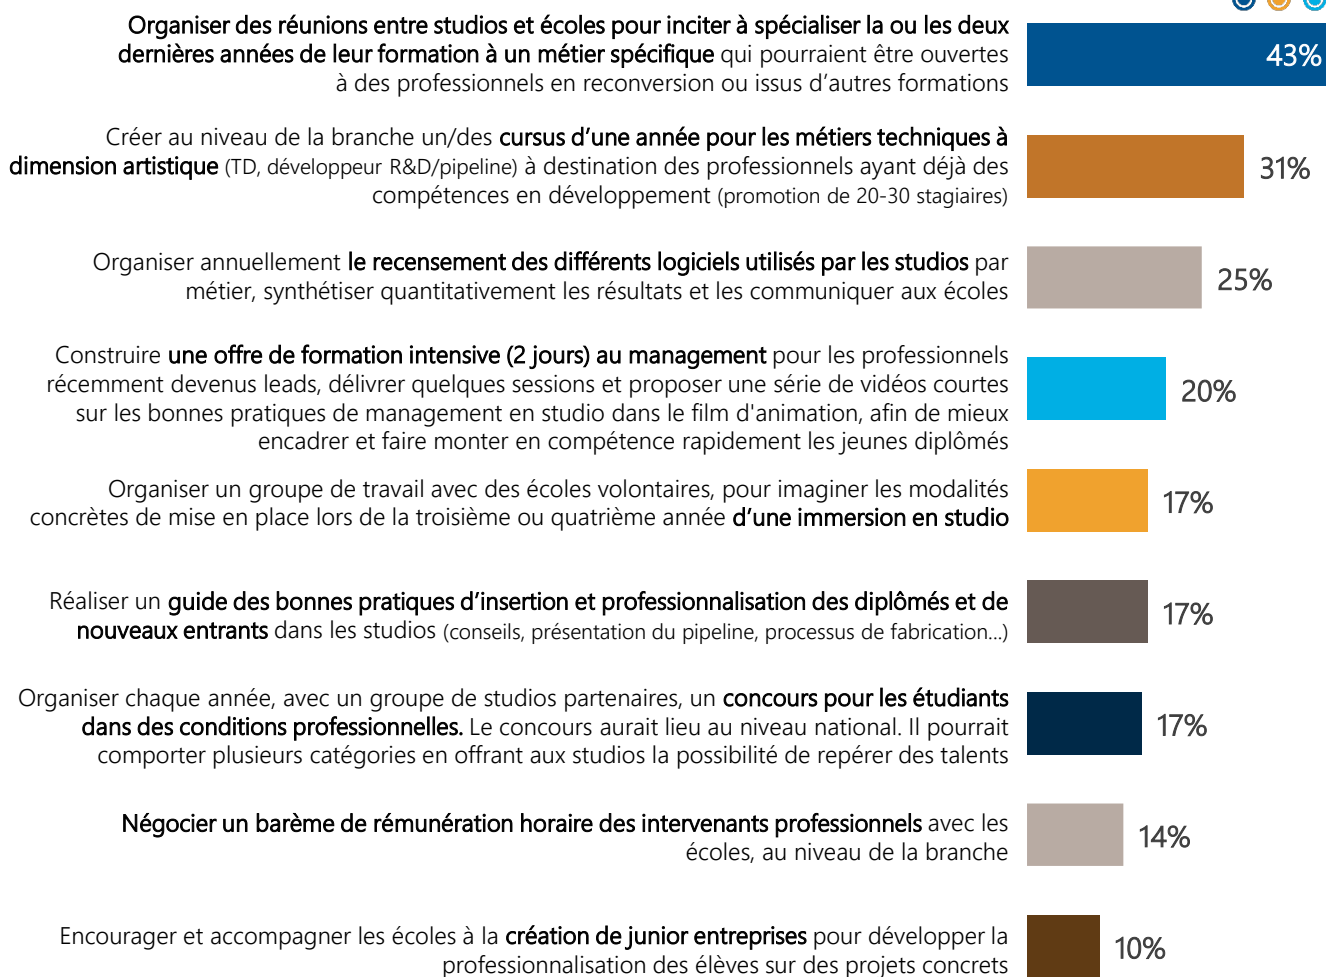 Organiser des réunions entre studios et écoles pour inciter à spécialiser la ou les deux
dernières années de leur formation à un métier spécifique qui pourraient être ouvertes
à des professionnels en reconversion ou issus d’autres formations
43%
Créer au niveau de la branche un/des cursus d’une année pour les métiers techniques à
dimension artistique (TD, développeur R&D/pipeline) à destination des professionnels ayant déjà des
compétences en développement (promotion de 20-30 stagiaires)
31%
Organiser annuellement le recensement des différents logiciels utilisés par les studios par
métier, synthétiser quantitativement les résultats et les communiquer aux écoles
25%
Construire une offre de formation intensive (2 jours) au management pour les professionnels
récemment devenus leads, délivrer quelques sessions et proposer une série de vidéos courtes
sur les bonnes pratiques de management en studio dans le film d'animation, afin de mieux
encadrer et faire monter en compétence rapidement les jeunes diplômés
20%
Organiser un groupe de travail avec des écoles volontaires, pour imaginer les modalités
concrètes de mise en place lors de la troisième ou quatrième année d’une immersion en studio
17%
Réaliser un guide des bonnes pratiques d’insertion et professionnalisation des diplômés et de
nouveaux entrants dans les studios (conseils, présentation du pipeline, processus de fabrication...)
17%
Organiser chaque année, avec un groupe de studios partenaires, un concours pour les étudiants
dans des conditions professionnelles. Le concours aurait lieu au niveau national. Il pourrait
comporter plusieurs catégories en offrant aux studios la possibilité de repérer des talents
17%
Négocier un barème de rémunération horaire des intervenants professionnels avec les
écoles, au niveau de la branche
14%
Encourager et accompagner les écoles à la création de junior entreprises pour développer la
professionnalisation des élèves sur des projets concrets
10%